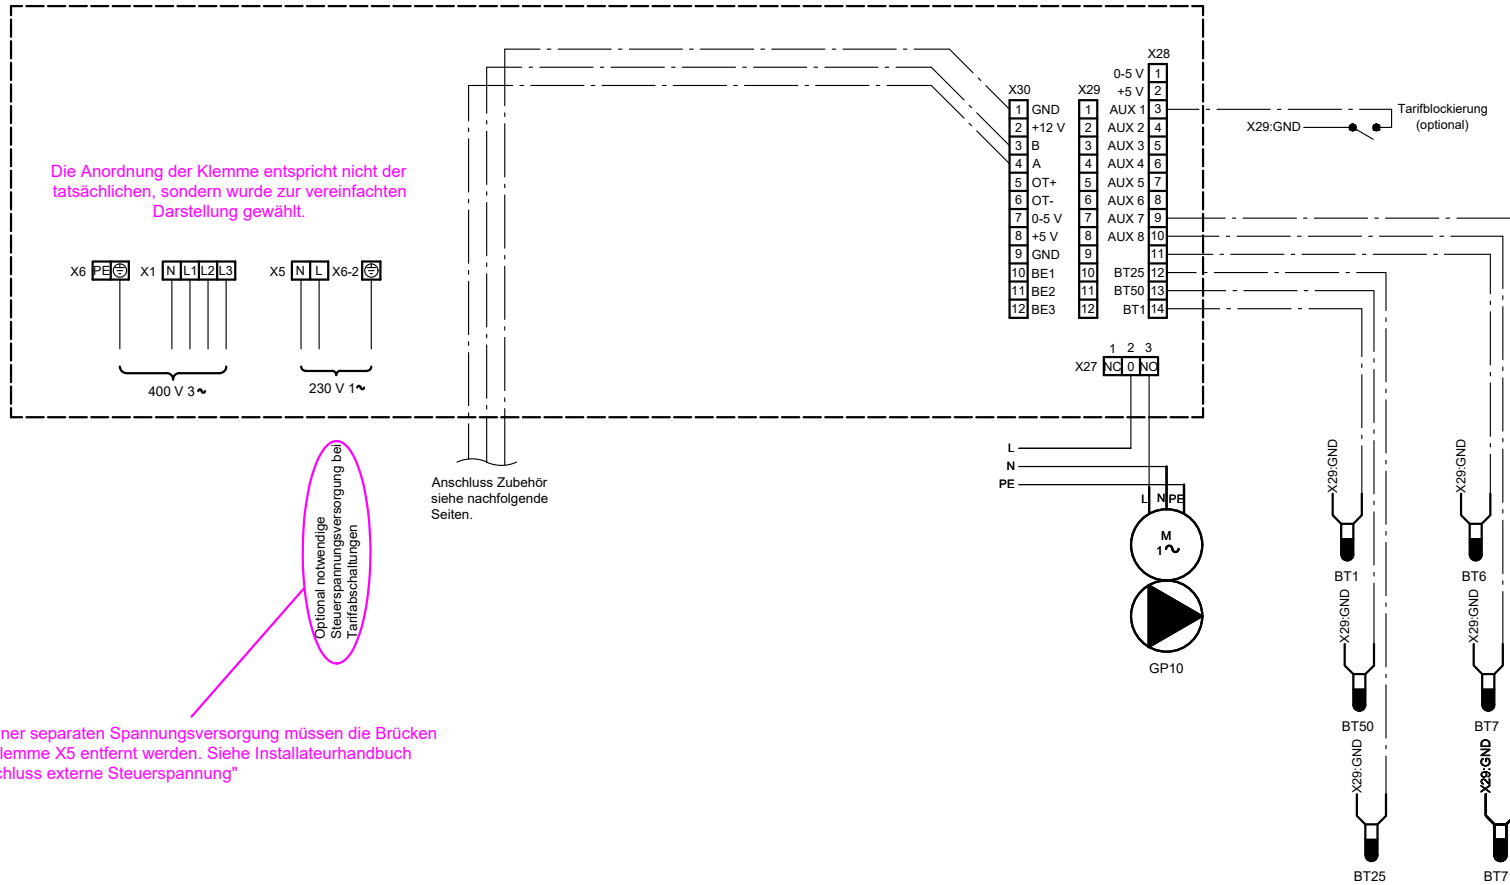 X28
0-5 V 1
X30 X29 +5 V 2
1 GND 1 AUX 1 3
Tarifblockierung
(optional)
X29:GND
2 +12 V 2 AUX 2 4
3 B 3 AUX 3 5
4 A 4 AUX 4 6
5 OT+ 5 AUX 5 7
6 OT- 6 AUX 6 8
7 0-5 V 7 AUX 7 9
8 +5 V 8 AUX 8 10
9 GND 9 11
10 BE1 10 BT25 12
11 BE2 11 BT50 13
12 BE3 12 BT1 14
Die Anordnung der Klemme entspricht nicht der
tatsächlichen, sondern wurde zur vereinfachten
Darstellung gewählt.
X6 PE X1 N L1 L2 L3 X5 N L X6-2
400 V 3~
230 V 1~
1 2 3
X27 NC 0 NO
L
N
PE
L N PE
M
1~
GP10
Anschluss Zubehör
siehe nachfolgende
Seiten.
Optional notwendige
Steuerspannungsversorgung bei
Tarifabschaltungen
ner separaten Spannungsversorgung müssen die Brücken
lemme X5 entfernt werden. Siehe Installateurhandbuch
chluss externe Steuerspannung"
X29:GND
BT1
X29:GND
BT6
X29:GND
BT50
X29:GND
BT7
X29:GND
BT25
X29:GND
BT7